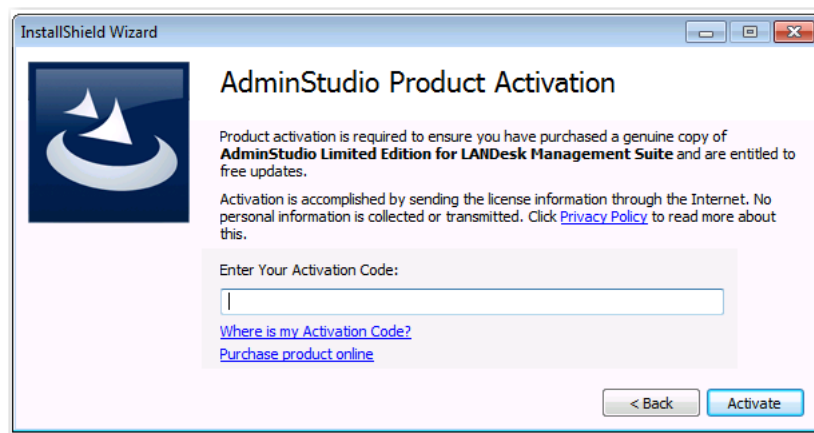 InstallShield Wizard
AdminStudio Product Activation
Product activation is required to ensure you have purchased a genuine copy of
AdminStudio Limited Edition for LANDesk Management Suite and are entitled to
free updates.
Activation is accomplished by sending the license information through the Internet. No
personal information is collected or transmitted. Click Privacy Policy to read more about
this.
Enter Your Activation Code:
Where is my Activation Code?
Purchase product online
< Back
Activate